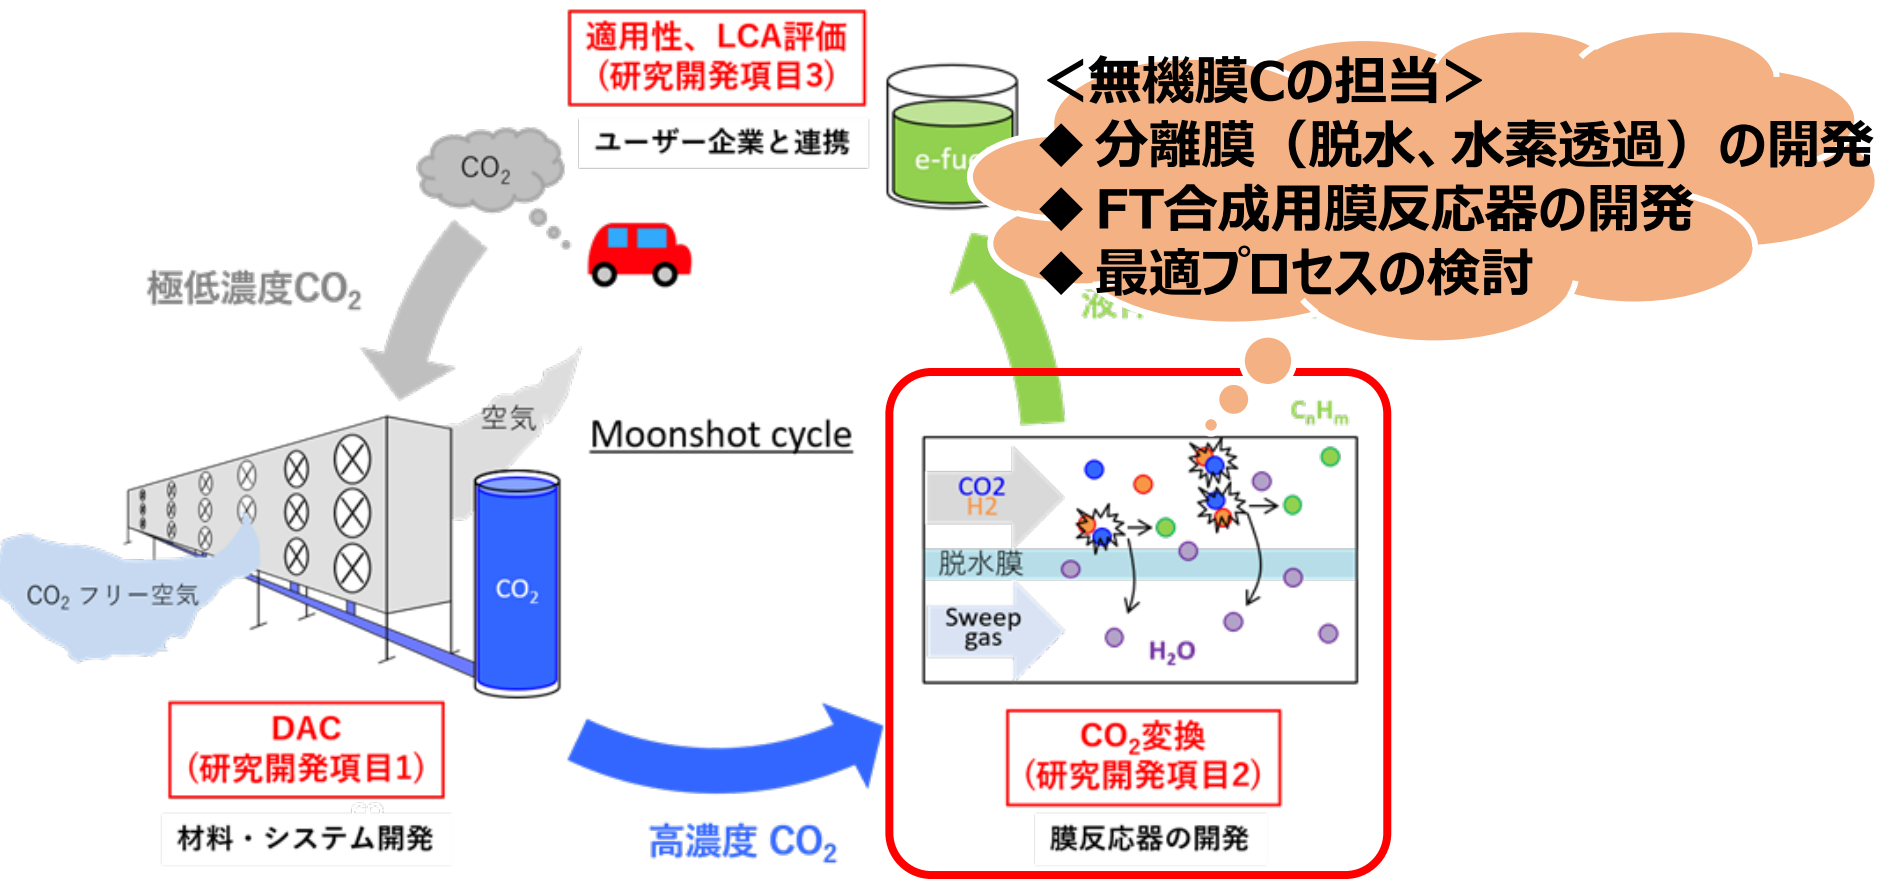 適用性、LCA評価
(研究開発項目3)
ユーザー企業と連携
CO₂
e-fu
＜無機膜Cの担当＞
◆ 分離膜（脱水、水素透過）の開発
◆ FT合成用膜反応器の開発
◆ 最適プロセスの検討
極低濃度CO₂
空気
Moonshot cycle
CₙHₘ
CO2
H2
脱水膜
Sweep
gas
H₂O
CO₂ フリー空気
CO₂
DAC
(研究開発項目1)
材料・システム開発
高濃度 CO₂
CO₂変換
(研究開発項目2)
膜反応器の開発